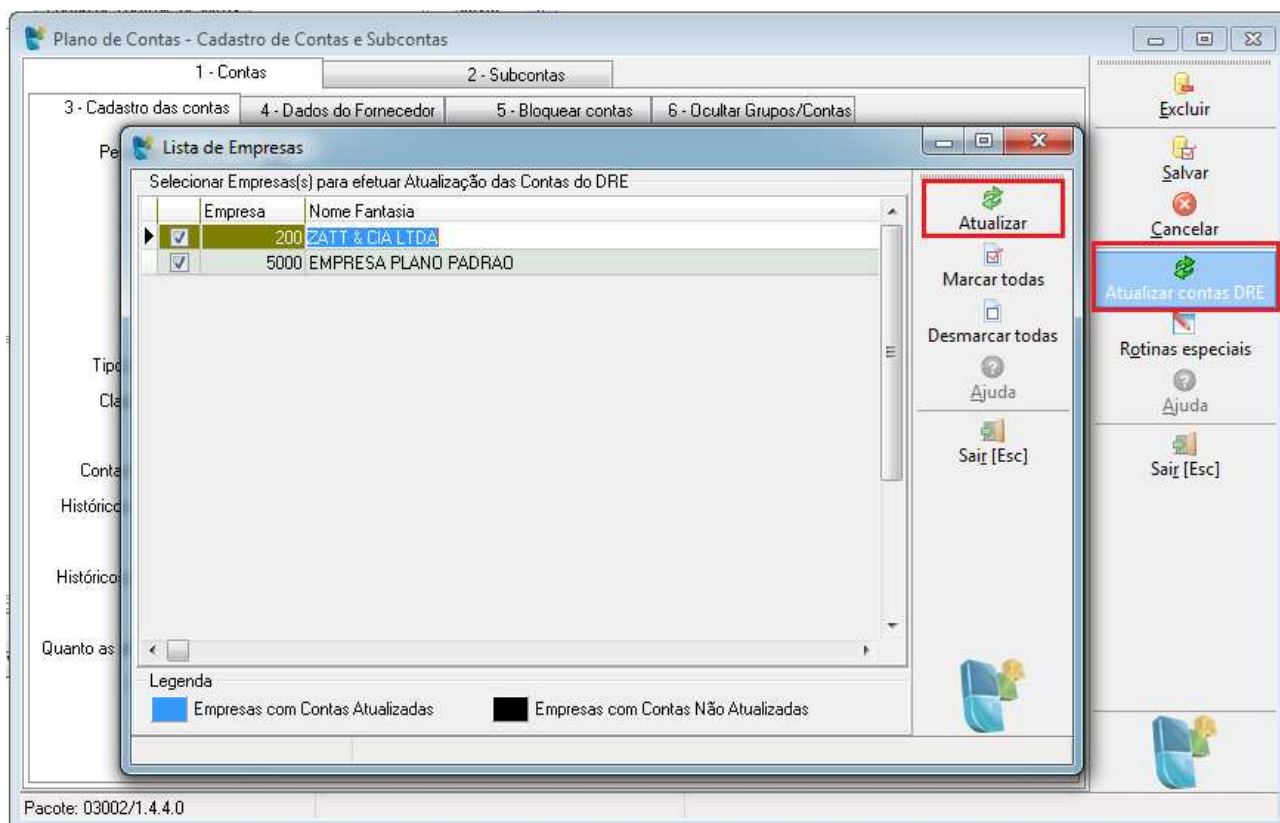 Plano de Contas - Cadastro de Contas e Subcontas
1 - Contas
2 - Subcontas
3 - Cadastro das contas
4 - Dados do Fornecedor
5 - Bloquear contas
6 - Ocultar Grupos/Contas
Lista de Empresas
Selecionar Empresas(s) para efetuar Atualização das Contas do DRE
Empresa Nome Fantasia
200 ZATT & CIA LTDA
5000 EMPRESA PLANO PADRAO
Atualizar
Marcar todas
Desmarcar todas
Ajuda
Sair [Esc]
Legenda
Empresas com Contas Atualizadas
Empresas com Contas Não Atualizadas
Pe
Tipo
Cla
Conta
Histórico
Histórico
Quanto as
Excluir
Salvar
Cancelar
Atualizar contas DRE
Rotinas especiais
Ajuda
Sair [Esc]
Pacote: 03002/1.4.4.0